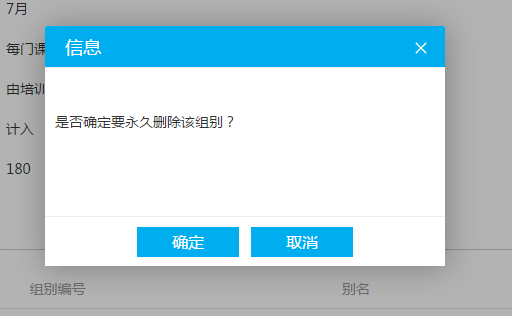 7月
每门课
由培训
计入
180
信息
是否确定要永久删除该组别？
确定 取消
组别编号 别名